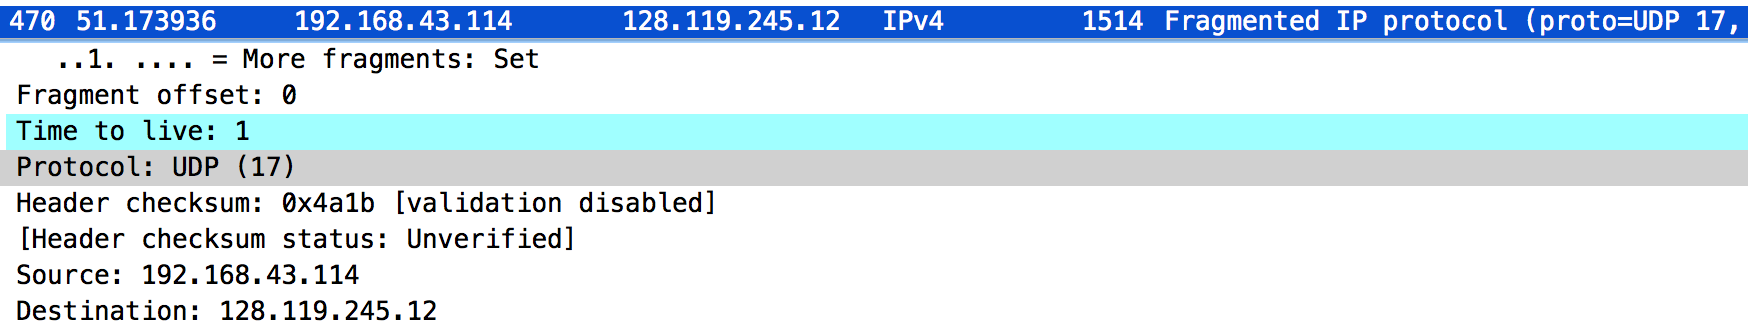 470 51.173936 192.168.43.114 128.119.245.12 IPv4 1514 Fragmented IP protocol (proto=UDP 17,
..1. .... = More fragments: Set
Fragment offset: 0
Time to live: 1
Protocol: UDP (17)
Header checksum: 0x4a1b [validation disabled]
[Header checksum status: Unverified]
Source: 192.168.43.114
Destination: 128.119.245.12